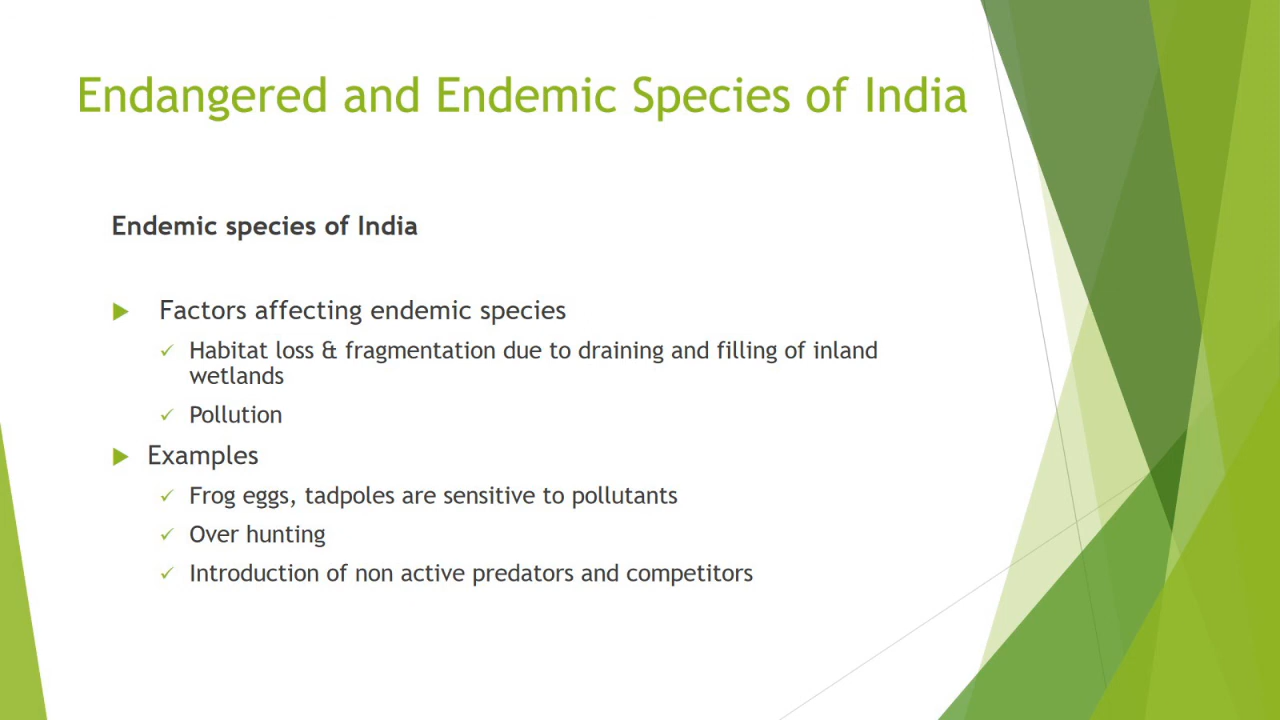 Endangered and Endemic Species of India
Endemic species of India
Factors affecting endemic species
Habitat loss & fragmentation due to draining and filling of inland
wetlands
Pollution
Examples
Frog eggs, tadpoles are sensitive to pollutants
Over hunting
Introduction of non active predators and competitors